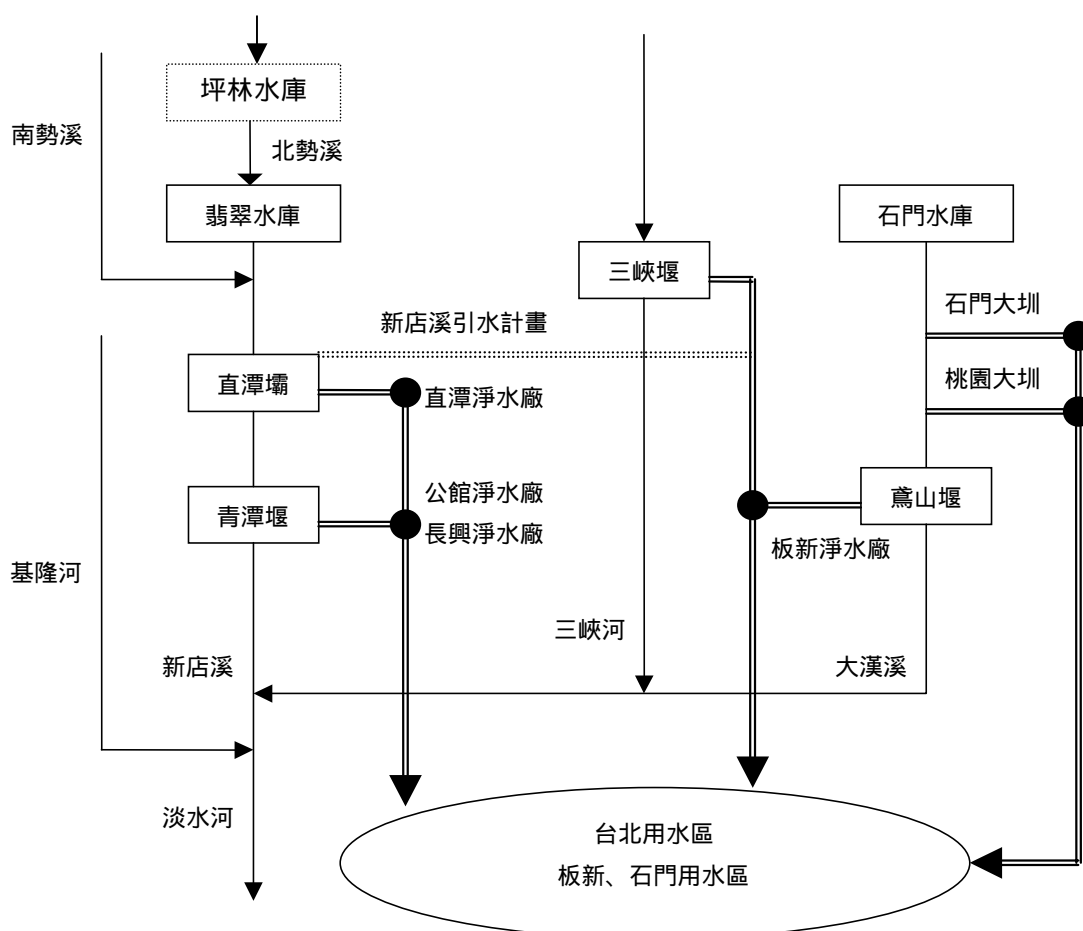 坪林水庫
南勢溪
北勢溪
翡翠水庫
石門水庫
三峽堰
石門大圳
新店溪引水計畫
直潭壩
直潭淨水廠
桃園大圳
公館淨水廠
長興淨水廠
青潭堰
鳶山堰
板新淨水廠
基隆河
三峽河
新店溪
大漢溪
淡水河
台北用水區
板新、石門用水區